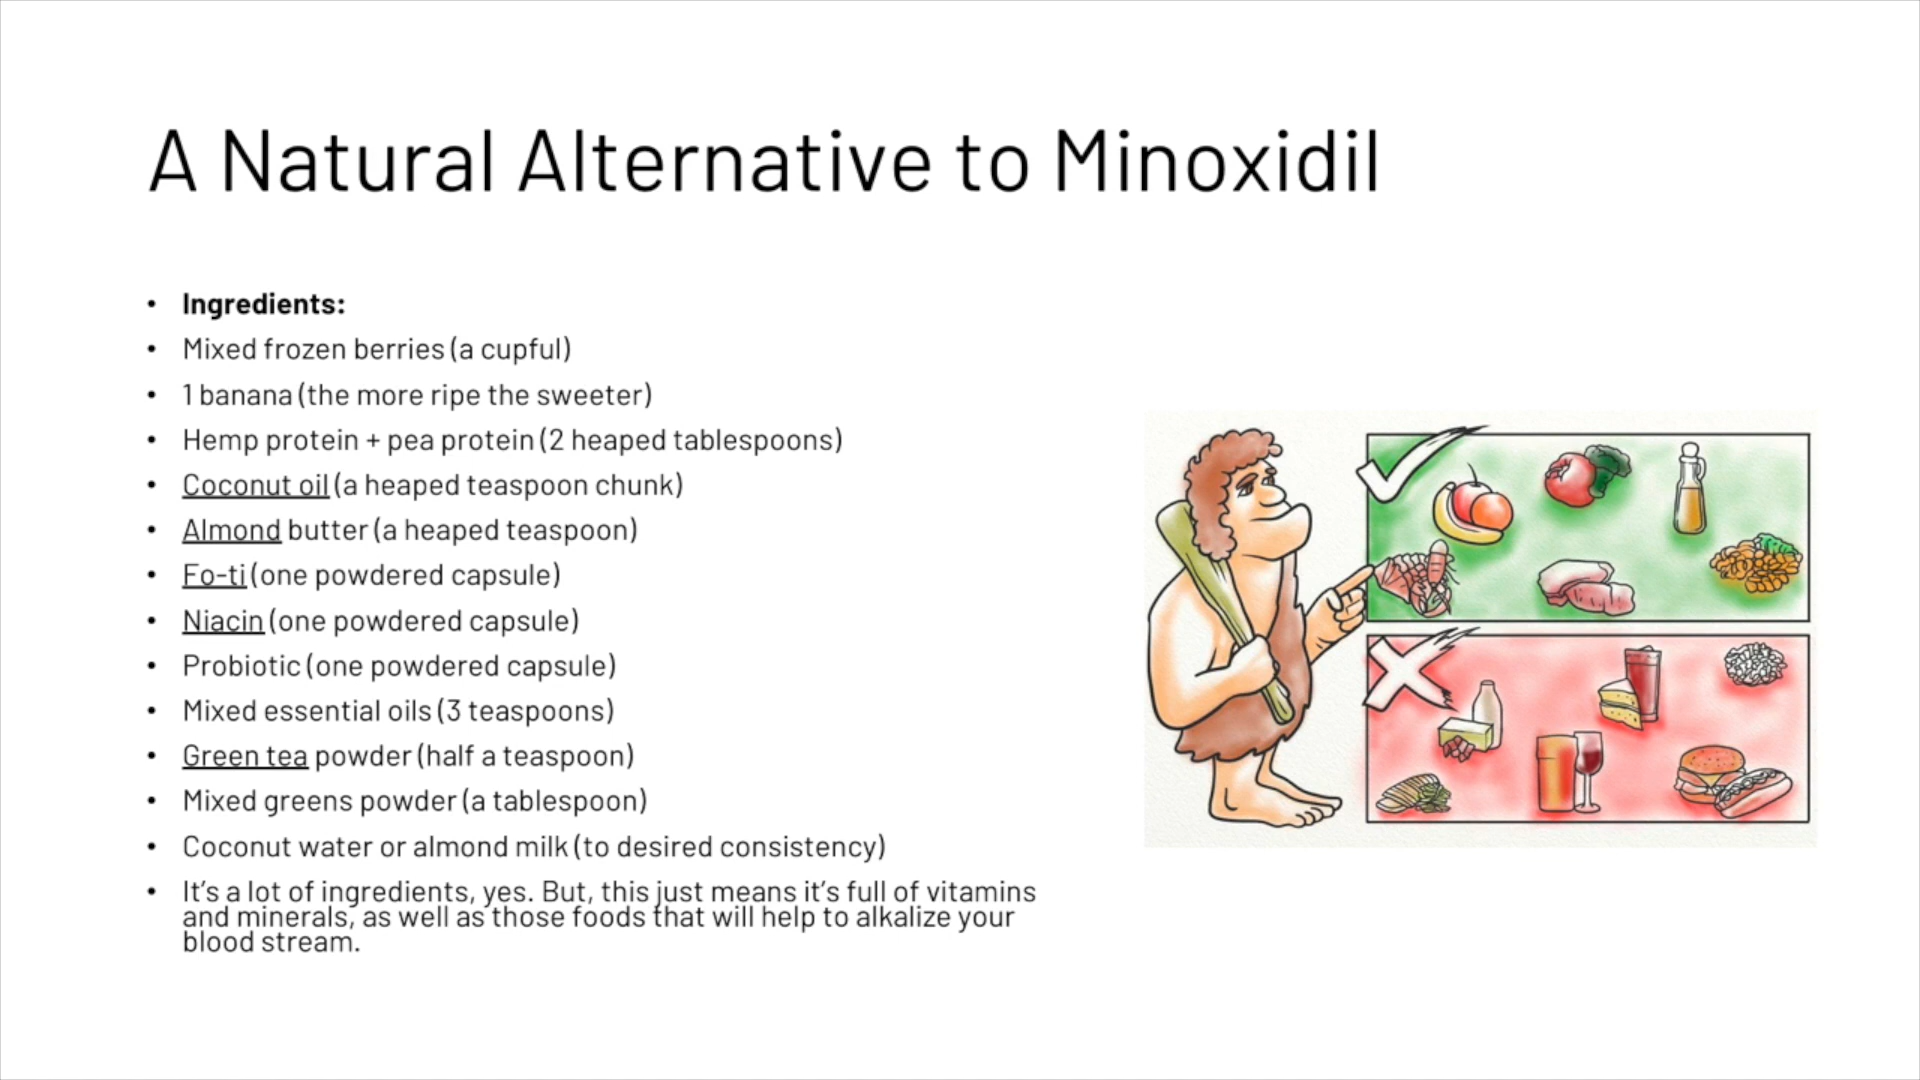 A Natural Alternative to Minoxidil
• Ingredients:
• Mixed frozen berries (a cupful)
• 1 banana (the more ripe the sweeter)
• Hemp protein + pea protein (2 heaped tablespoons)
• Coconut oil (a heaped teaspoon chunk)
• Almond butter (a heaped teaspoon)
• Fo-ti (one powdered capsule)
• Niacin (one powdered capsule)
• Probiotic (one powdered capsule)
• Mixed essential oils (3 teaspoons)
• Green tea powder (half a teaspoon)
• Mixed greens powder (a tablespoon)
• Coconut water or almond milk (to desired consistency)
• It’s a lot of ingredients, yes. But, this just means it’s full of vitamins
and minerals, as well as those foods that will help to alkalize your
blood stream.